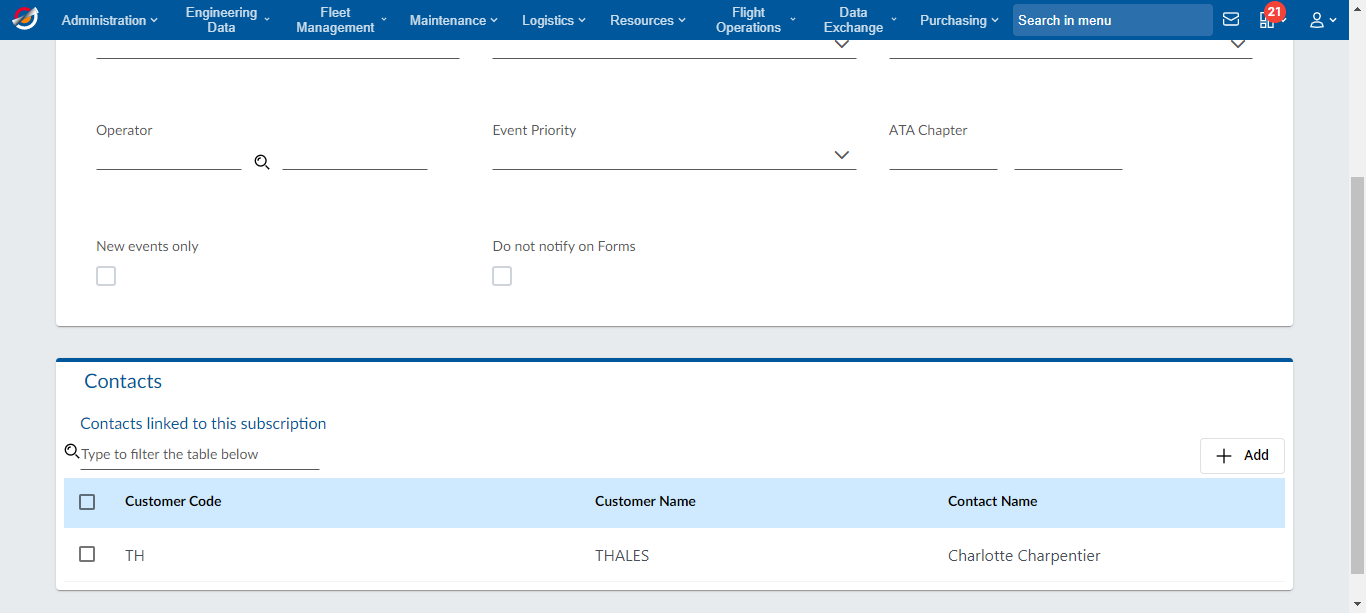 Administration
Engineering
Data
Fleet
Management
Maintenance
Logistics
Resources
Flight
Operations
Data
Exchange
Purchasing
Search in menu
21
Operator
Event Priority
ATA Chapter
New events only
Do not notify on Forms
Contacts
Contacts linked to this subscription
Type to filter the table below
Add
Customer Code
Customer Name
Contact Name
TH
THALES
Charlotte Charpentier